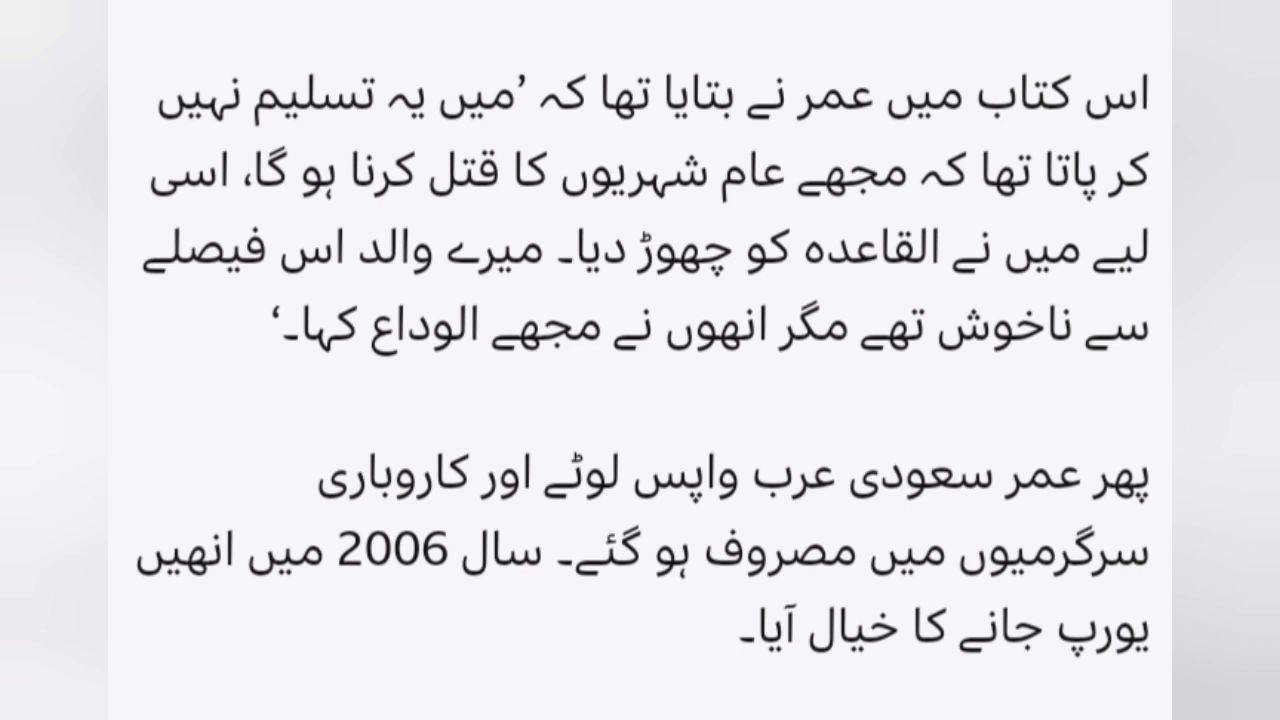 اس کتاب میں عمر نے بتایا تھا کہ ’میں یہ تسلیم نہیں
کر پاتا تھا کہ مجھے عام شہریوں کا قتل کرنا ہو گا، اسی
لیے میں نے القاعدہ کو چھوڑ دیا۔ میرے والد اس فیصلے
سے ناخوش تھے مگر انھوں نے مجھے الوداع کہا۔‘
پھر عمر سعودی عرب واپس لوٹے اور کاروباری
سرگرمیوں میں مصروف ہو گئے۔ سال 2006 میں انھیں
یورپ جانے کا خیال آیا۔